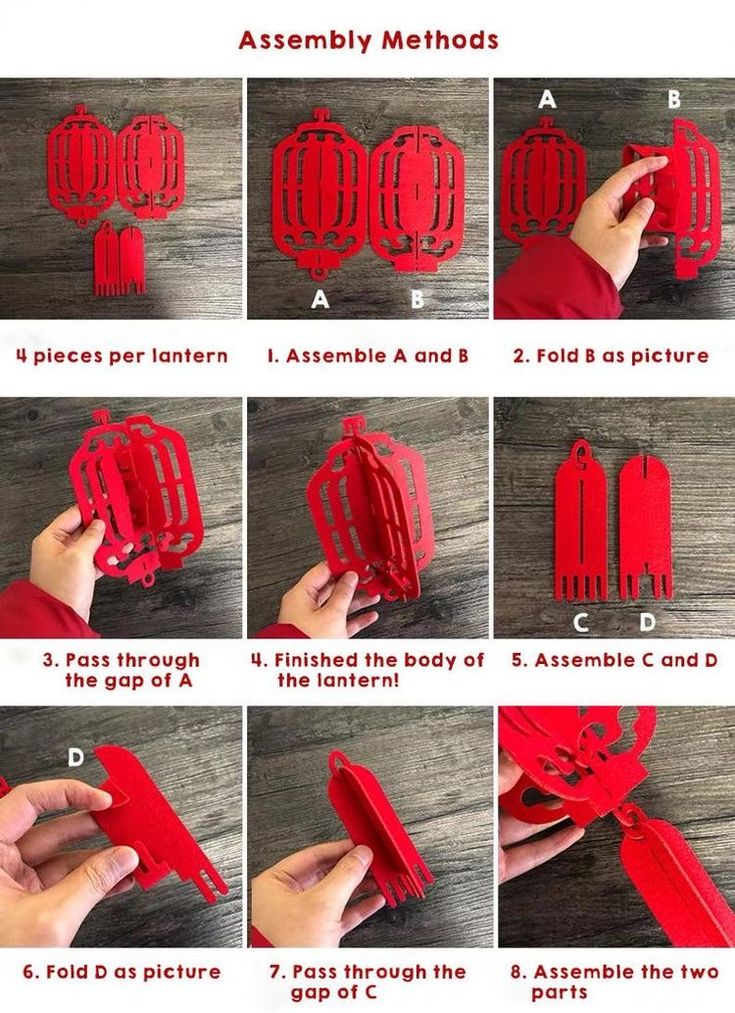 Assembly Methods
A
B
4 pieces per lantern
A
B
1. Assemble A and B
2. Fold B as picture
3. Pass through
the gap of A
4. Finished the body of
the lantern!
C
D
5. Assemble C and D
D
6. Fold D as picture
7. Pass through the
gap of C
8. Assemble the two
parts